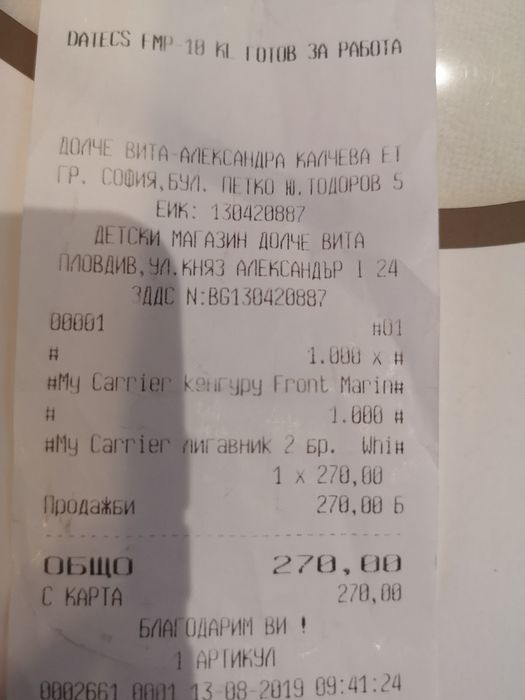 DATECS FMP-10 KL ГОТОВ ЗА РАБОТА
ДОЛЧЕ ВИТА-АЛЕКСАНДРА КАЛЧЕВА ЕТ
ГР. СОФИЯ,БУЛ. ПЕТКО Ю.ТОДОРОВ 5
ЕИК: 130420887
ДЕТСКИ МАГАЗИН ДОЛЧЕ ВИТА
ПЛОВДИВ,УЛ.КНЯЗ АЛЕКСАНДЪР I 24
ЗДДС N:BG130420887
00001 #01
# 1.000 x #
#My Carrier кенгуру Front Marin#
# 1.000 #
#My Carrier лигавник 2 бр. Whi#
1 x 270,00
Продажби 270,00 Б
ОБЩО 270,00
С КАРТА 270,00
БЛАГОДАРИМ ВИ !
1 АРТИКУЛ
0002661 0001 13-08-2019 09:41:24